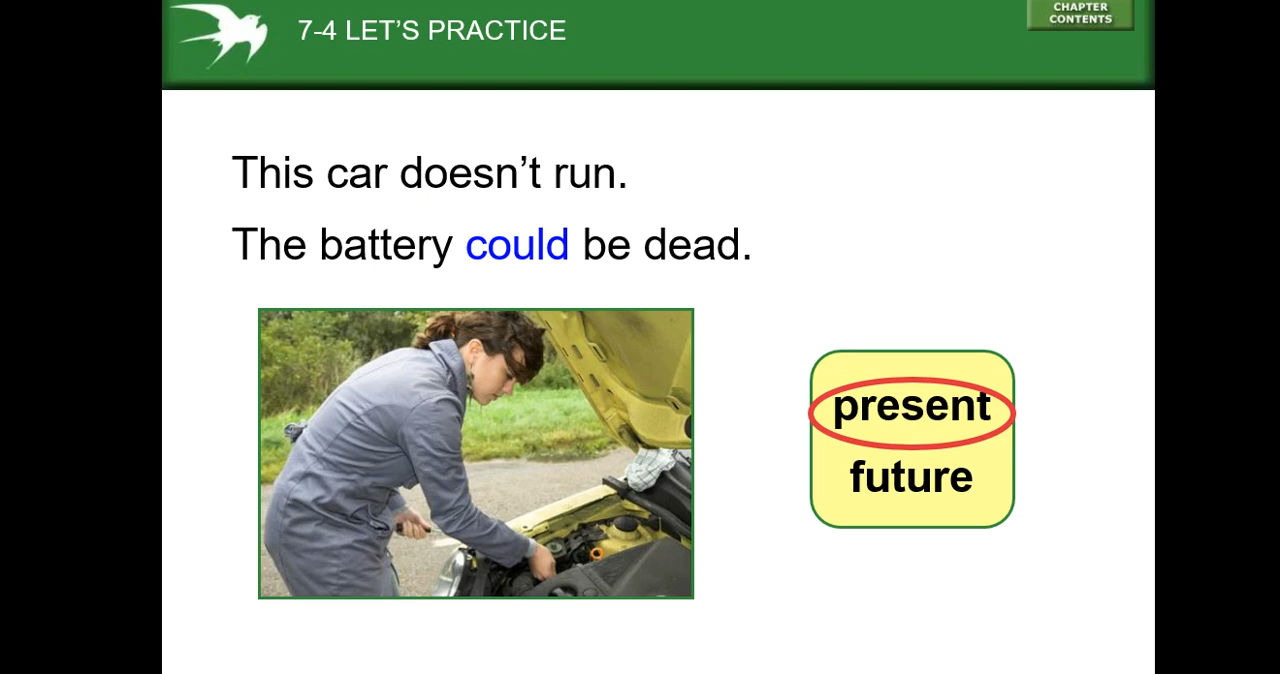 7-4 LET’S PRACTICE
CHAPTER
CONTENTS
This car doesn’t run.
The battery could be dead.
present
future